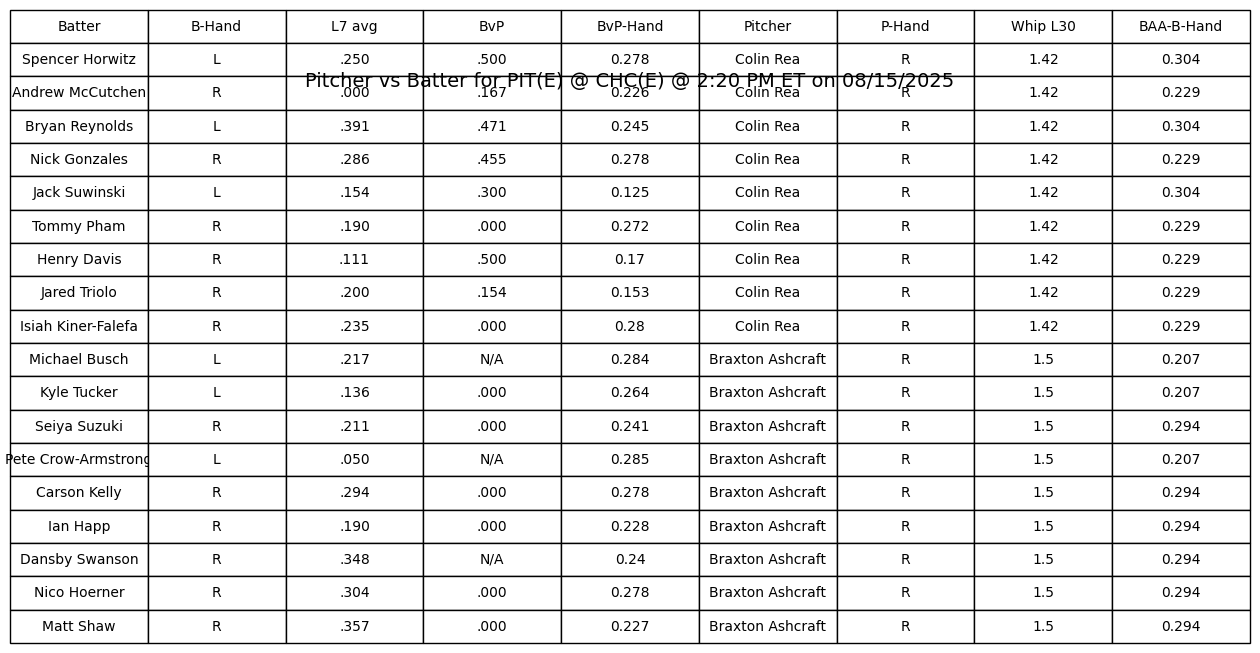 Batter B-Hand L7 avg BvP BvP-Hand Pitcher P-Hand Whip L30 BAA-B-Hand
Spencer Horwitz L .250 .500 0.278 Colin Rea R 1.42 0.304
Pitcher vs Batter for PIT(E) @ CHC(E) @ 2:20 PM ET on 08/15/2025
Andrew McCutchen R .000 .167 0.226 Colin Rea R 1.42 0.229
Bryan Reynolds L .391 .471 0.245 Colin Rea R 1.42 0.304
Nick Gonzales R .286 .455 0.278 Colin Rea R 1.42 0.229
Jack Suwinski L .154 .300 0.125 Colin Rea R 1.42 0.304
Tommy Pham R .190 .000 0.272 Colin Rea R 1.42 0.229
Henry Davis R .111 .500 0.17 Colin Rea R 1.42 0.229
Jared Triolo R .200 .154 0.153 Colin Rea R 1.42 0.229
Isiah Kiner-Falefa R .235 .000 0.28 Colin Rea R 1.42 0.229
Michael Busch L .217 N/A 0.284 Braxton Ashcraft R 1.5 0.207
Kyle Tucker L .136 .000 0.264 Braxton Ashcraft R 1.5 0.207
Seiya Suzuki R .211 .000 0.241 Braxton Ashcraft R 1.5 0.294
Pete Crow-Armstrong L .050 N/A 0.285 Braxton Ashcraft R 1.5 0.207
Carson Kelly R .294 .000 0.278 Braxton Ashcraft R 1.5 0.294
Ian Happ R .190 .000 0.228 Braxton Ashcraft R 1.5 0.294
Dansby Swanson R .348 N/A 0.24 Braxton Ashcraft R 1.5 0.294
Nico Hoerner R .304 .000 0.278 Braxton Ashcraft R 1.5 0.294
Matt Shaw R .357 .000 0.227 Braxton Ashcraft R 1.5 0.294